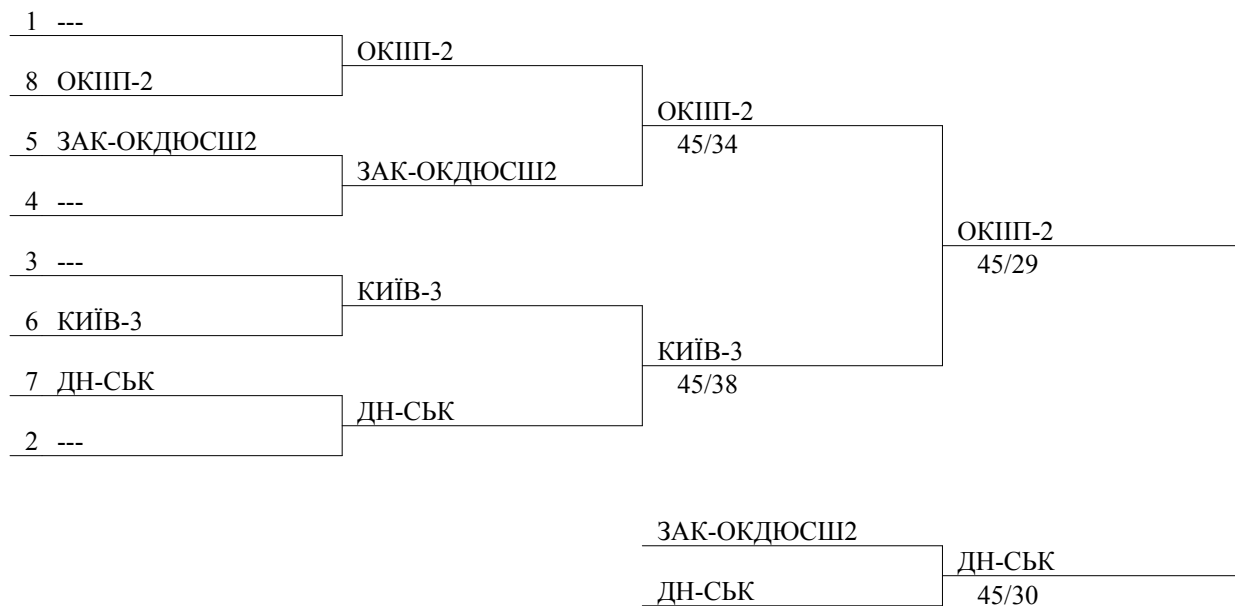 1 ---
ОКІІП-2
8 ОКІІП-2
ОКІІП-2
45/34
5 ЗАК-ОКДЮСШ2
ЗАК-ОКДЮСШ2
4 ---
ОКІІП-2
45/29
3 ---
КИЇВ-3
6 КИЇВ-3
КИЇВ-3
45/38
7 ДН-СЬК
ДН-СЬК
2 ---
ЗАК-ОКДЮСШ2
ДН-СЬК
45/30
ДН-СЬК